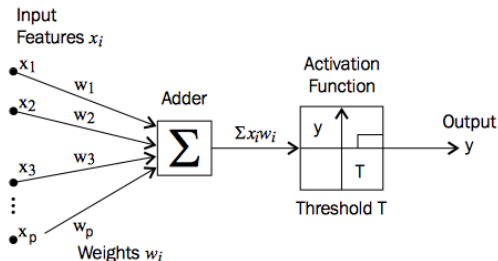 Input
Features xᵢ
x₁
w₁
x₂
w₂
x₃
w₃
xₚ
wₚ
Weights wᵢ
Adder
Σ
Σxᵢwᵢ
Activation
Function
y
T
Threshold T
Output
y